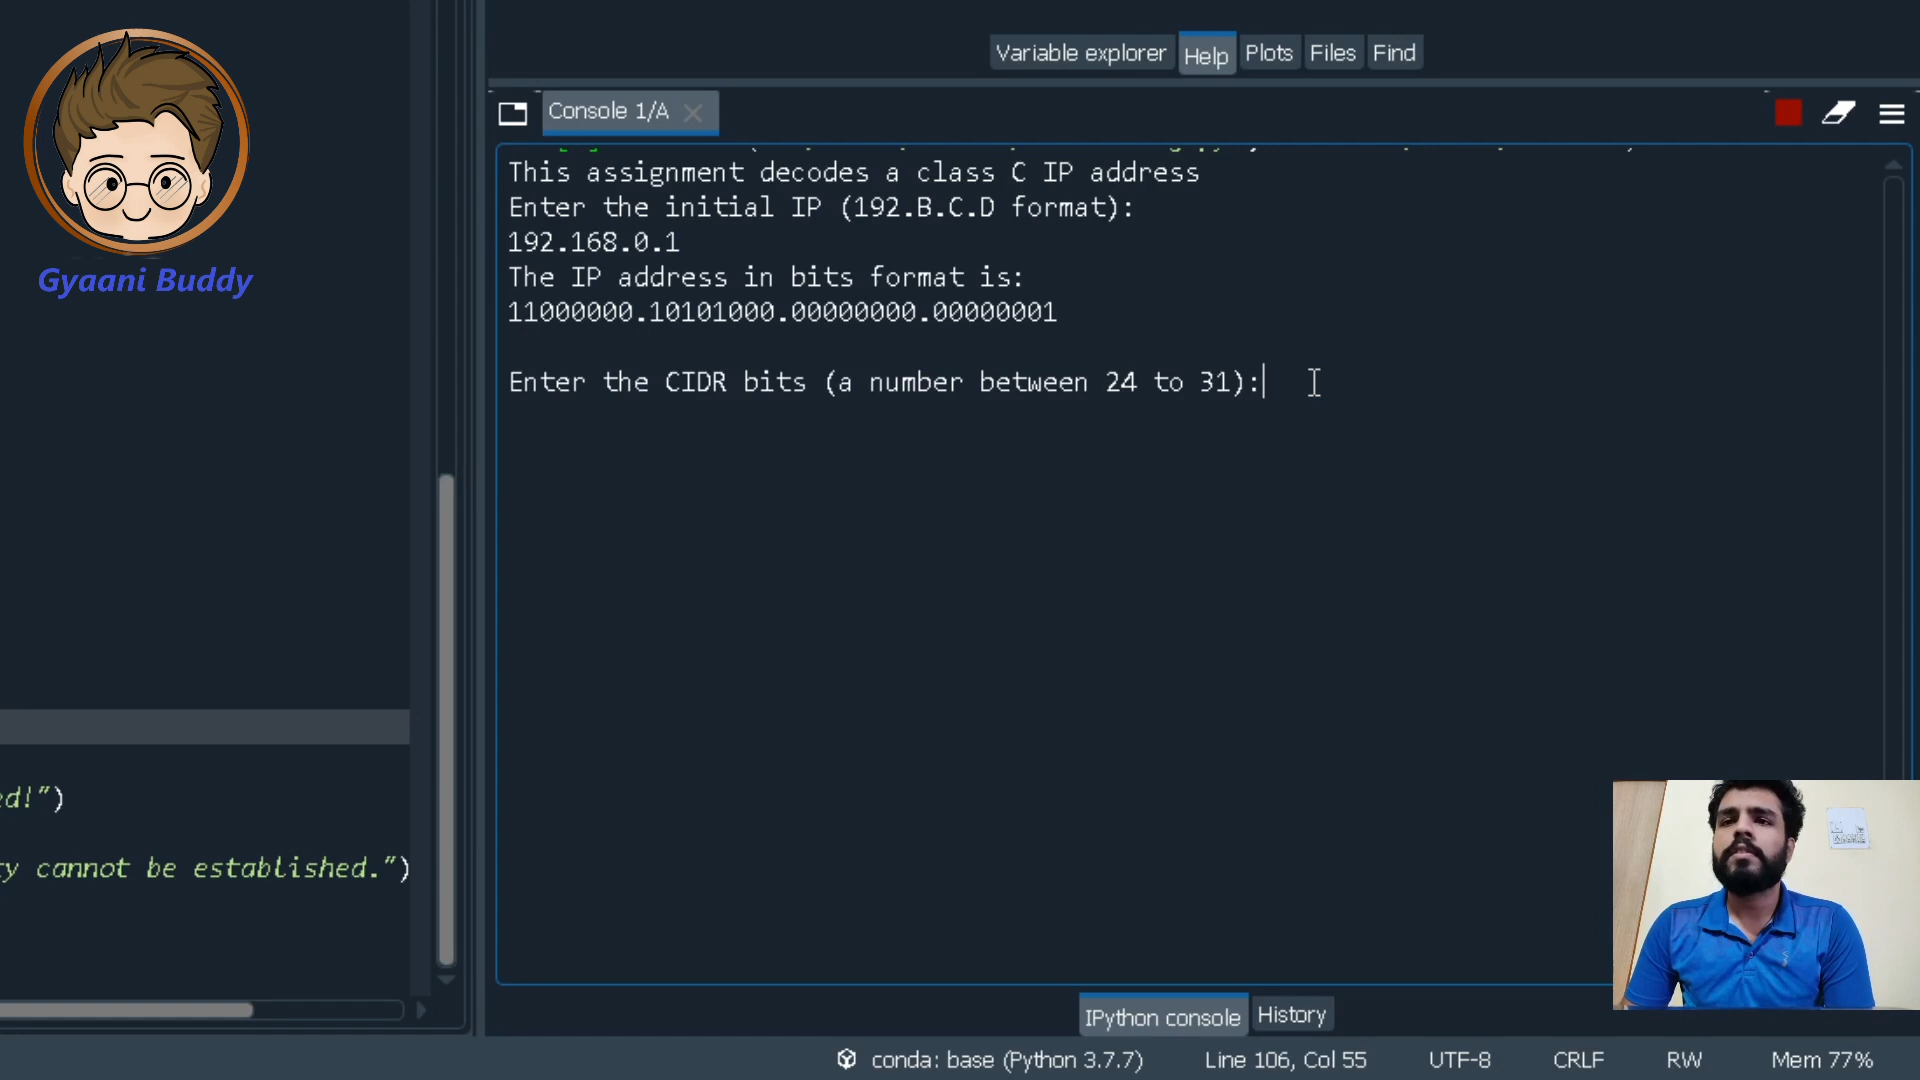 Gyaani Buddy
Variable explorer
Help
Plots
Files
Find
Console 1/A
This assignment decodes a class C IP address
Enter the initial IP (192.B.C.D format):
192.168.0.1
The IP address in bits format is:
11000000.10101000.00000000.00000001
Enter the CIDR bits (a number between 24 to 31):
ed!")
ty cannot be established.")
IPython console
History
conda: base (Python 3.7.7)
Line 106, Col 55
UTF-8
CRLF
RW
Mem 77%